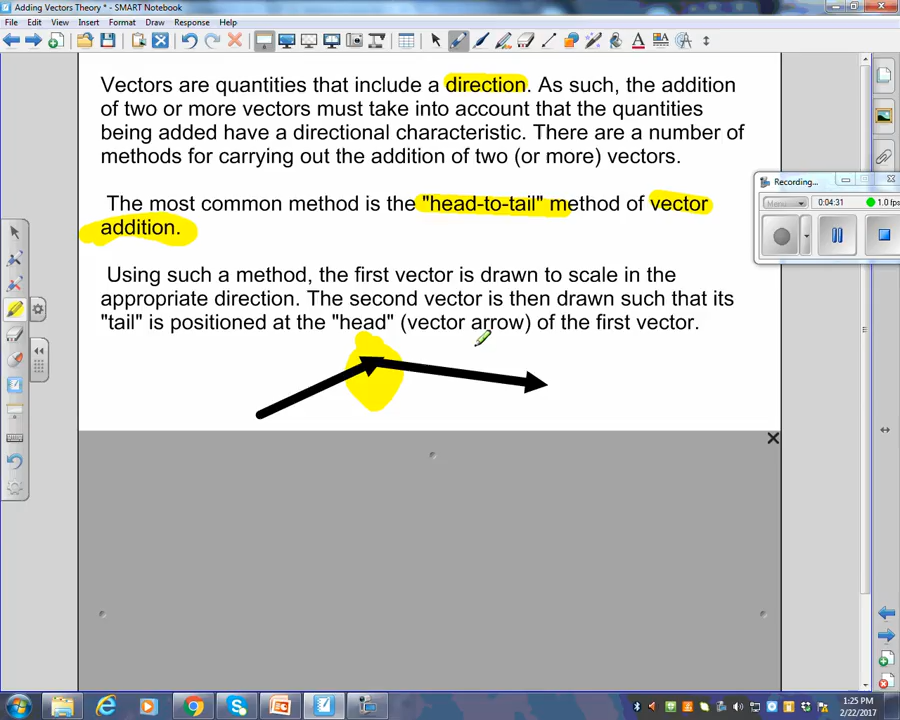 Adding Vectors Theory * - SMART Notebook
File Edit View Insert Format Draw Response Help
Vectors are quantities that include a direction. As such, the addition
of two or more vectors must take into account that the quantities
being added have a directional characteristic. There are a number of
methods for carrying out the addition of two (or more) vectors.
The most common method is the "head-to-tail" method of vector
addition.
Using such a method, the first vector is drawn to scale in the
appropriate direction. The second vector is then drawn such that its
"tail" is positioned at the "head" (vector arrow) of the first vector.
Recording...
Menu 0:04:31 1.0 fps
1:25 PM
2/22/2017